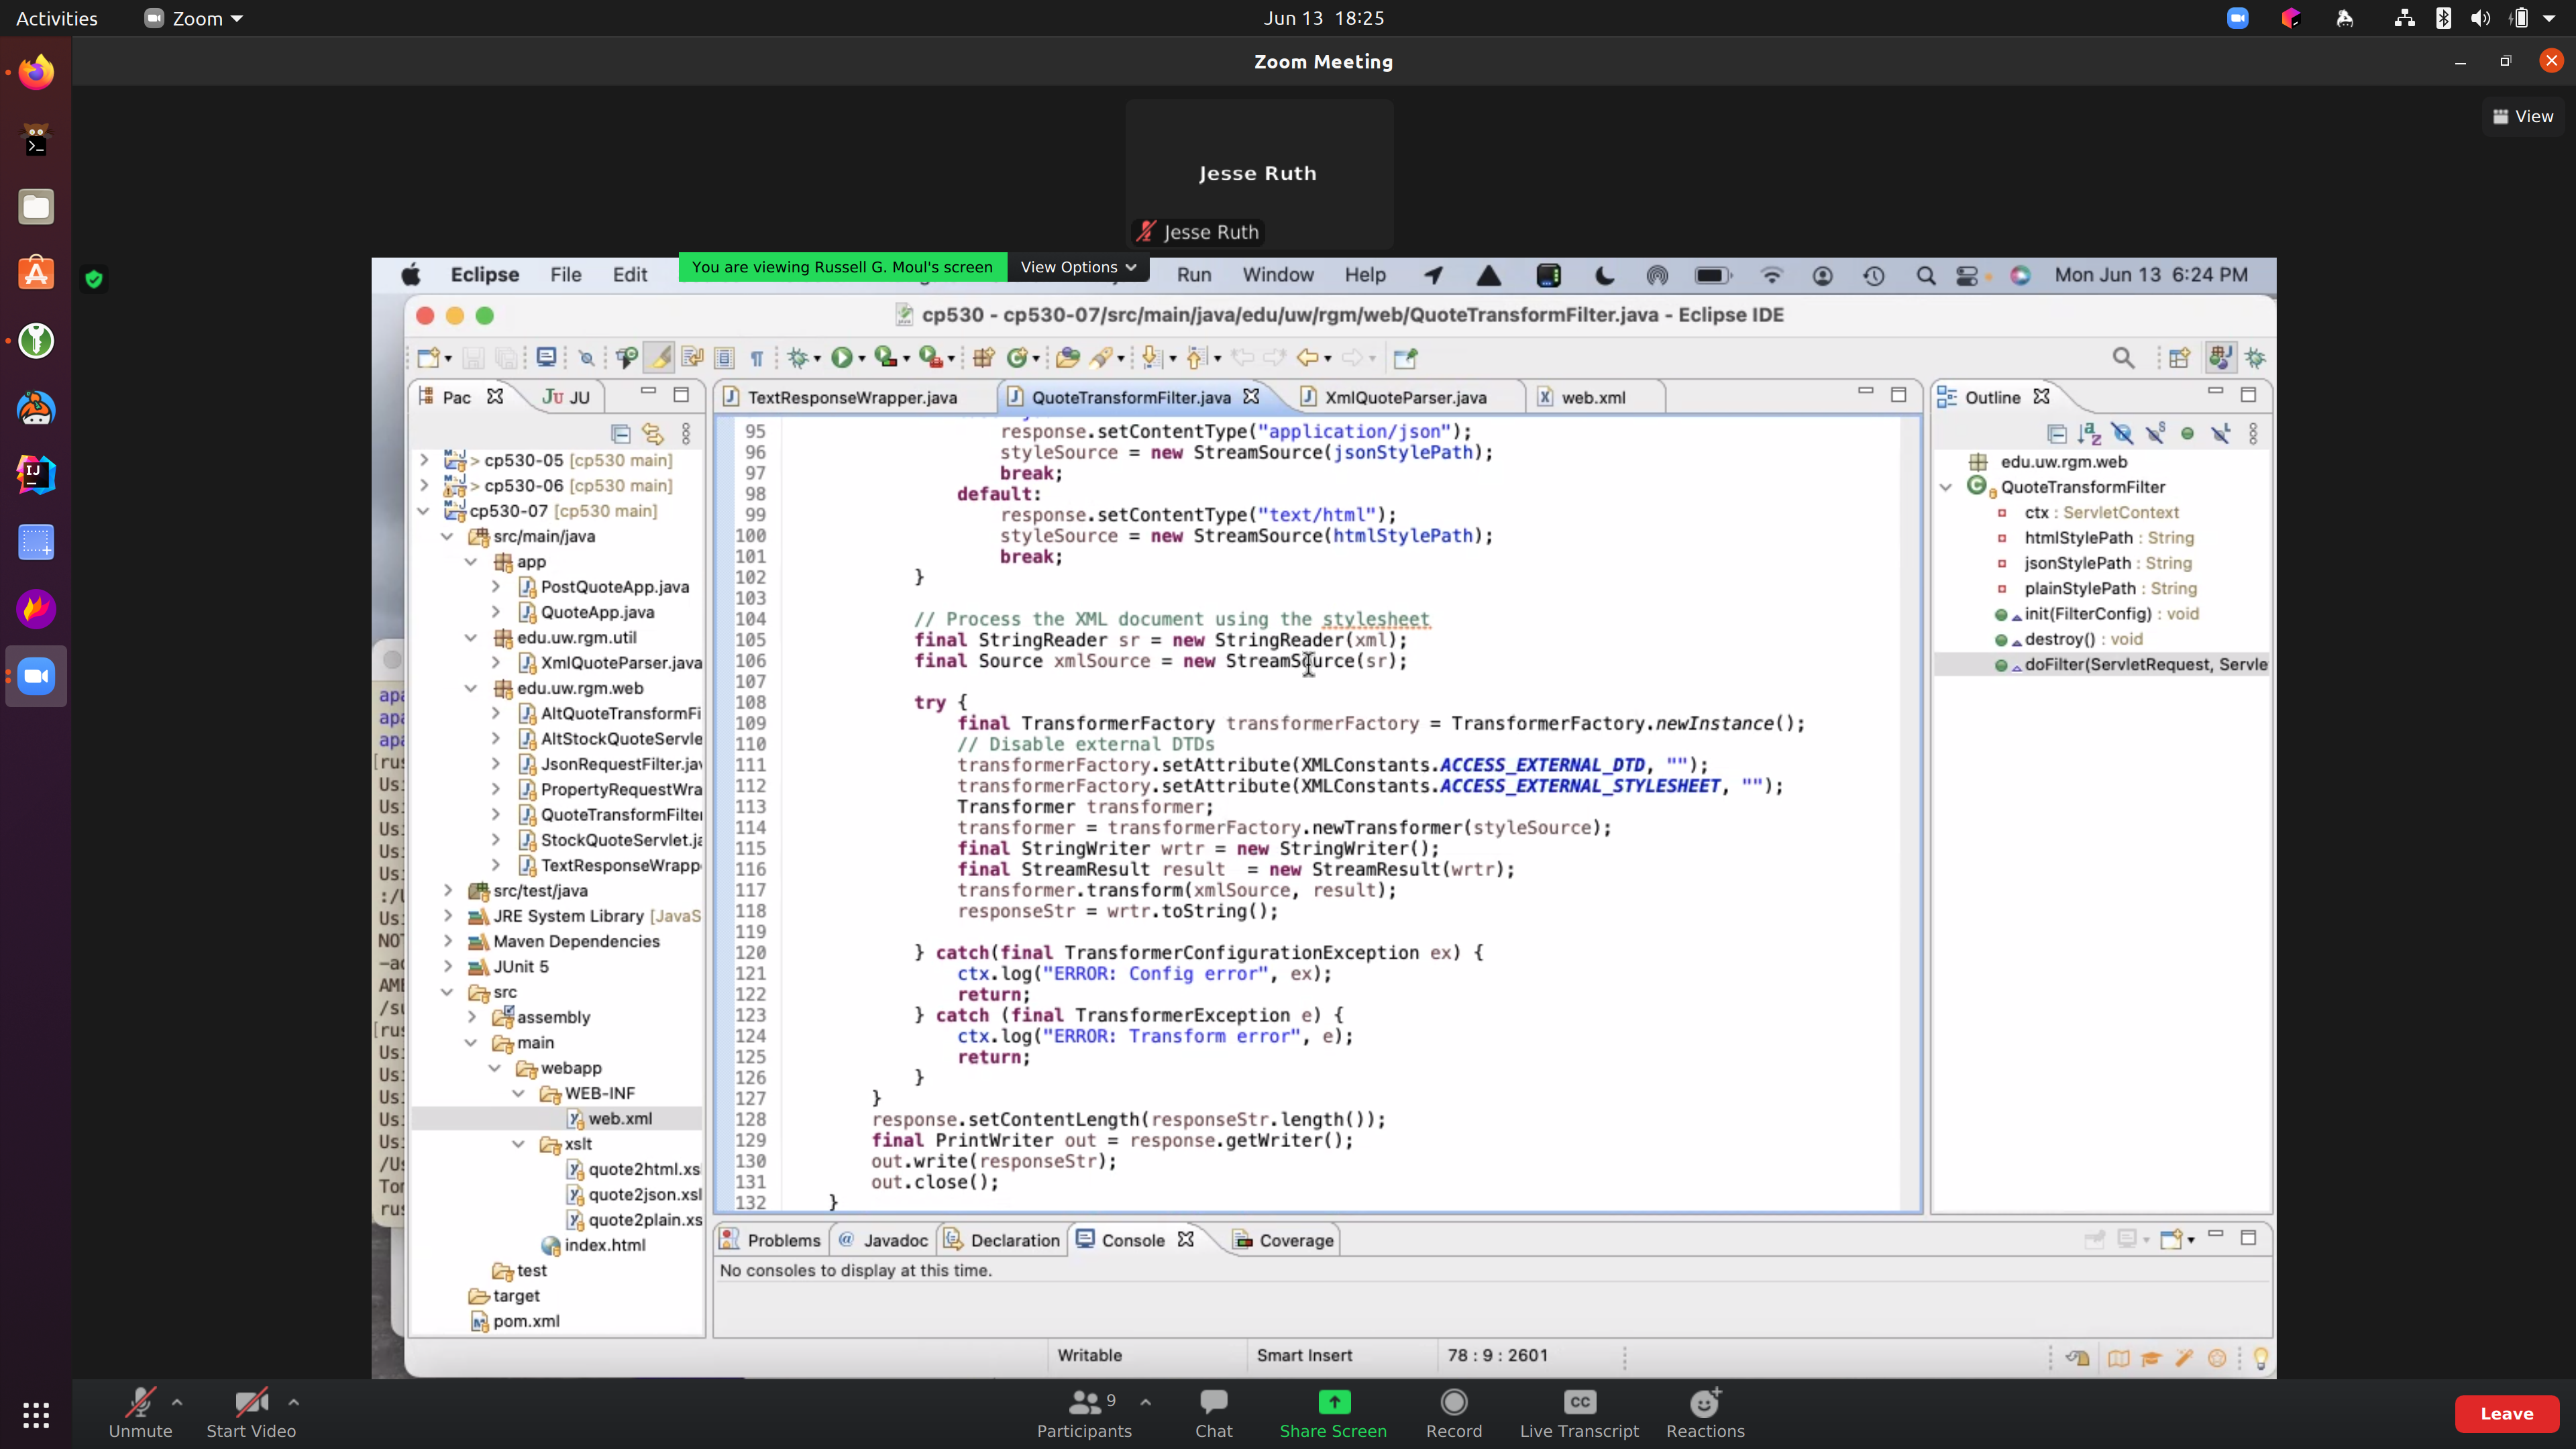 Activities
Zoom
Jun 13 18:25
Zoom Meeting
View
Jesse Ruth
Jesse Ruth
You are viewing Russell G. Moul's screen
View Options
Eclipse
File
Edit
Run
Window
Help
Mon Jun 13 6:24 PM
cp530 - cp530-07/src/main/java/edu/uw/rgm/web/QuoteTransformFilter.java - Eclipse IDE
Pac
JU JU
TextResponseWrapper.java
QuoteTransformFilter.java
XmlQuoteParser.java
web.xml
Outline
> cp530-05 [cp530 main]
> cp530-06 [cp530 main]
cp530-07 [cp530 main]
src/main/java
app
PostQuoteApp.java
QuoteApp.java
edu.uw.rgm.util
XmlQuoteParser.java
edu.uw.rgm.web
AltQuoteTransformFi
AltStockQuoteServle
JsonRequestFilter.jav
PropertyRequestWra
QuoteTransformFilter
StockQuoteServlet.ja
TextResponseWrapp
src/test/java
JRE System Library [JavaS
Maven Dependencies
JUnit 5
src
assembly
main
webapp
WEB-INF
web.xml
xslt
quote2html.xs
quote2json.xsl
quote2plain.xs
index.html
test
target
pom.xml
95 response.setContentType("application/json");
96 styleSource = new StreamSource(jsonStylePath);
97 break;
98 default:
99 response.setContentType("text/html");
100 styleSource = new StreamSource(htmlStylePath);
101 break;
102 }
103
104 // Process the XML document using the stylesheet
105 final StringReader sr = new StringReader(xml);
106 final Source xmlSource = new StreamSource(sr);
107
108 try {
109 final TransformerFactory transformerFactory = TransformerFactory.newInstance();
110 // Disable external DTDs
111 transformerFactory.setAttribute(XMLConstants.ACCESS_EXTERNAL_DTD, "");
112 transformerFactory.setAttribute(XMLConstants.ACCESS_EXTERNAL_STYLESHEET, "");
113 Transformer transformer;
114 transformer = transformerFactory.newTransformer(styleSource);
115 final StringWriter wrtr = new StringWriter();
116 final StreamResult result  = new StreamResult(wrtr);
117 transformer.transform(xmlSource, result);
118 responseStr = wrtr.toString();
119
120 } catch(final TransformerConfigurationException ex) {
121 ctx.log("ERROR: Config error", ex);
122 return;
123 } catch (final TransformerException e) {
124 ctx.log("ERROR: Transform error", e);
125 return;
126 }
127 }
128 response.setContentLength(responseStr.length());
129 final PrintWriter out = response.getWriter();
130 out.write(responseStr);
131 out.close();
132 }
edu.uw.rgm.web
QuoteTransformFilter
ctx : ServletContext
htmlStylePath : String
jsonStylePath : String
plainStylePath : String
init(FilterConfig) : void
destroy() : void
doFilter(ServletRequest, Servle
Problems
@ Javadoc
Declaration
Console
Coverage
No consoles to display at this time.
Writable
Smart Insert
78 : 9 : 2601
Unmute
Start Video
Participants
9
Chat
Share Screen
Record
CC
Live Transcript
Reactions
Leave